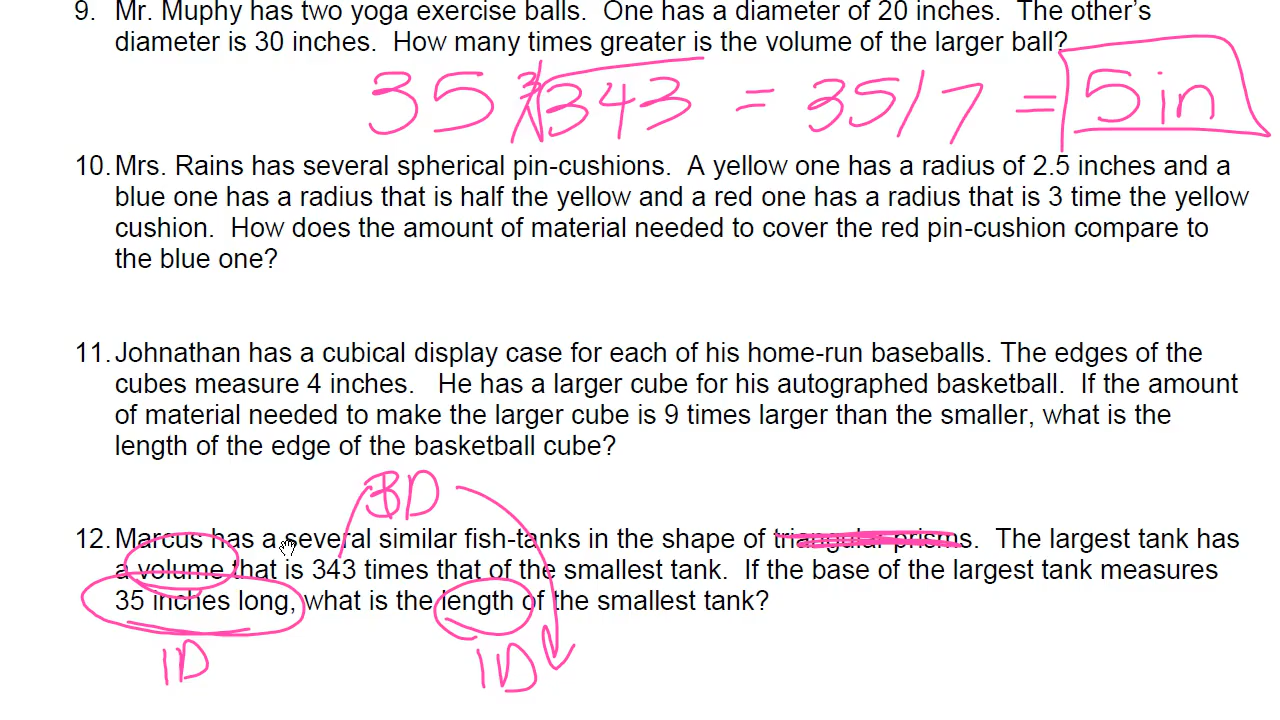 9. Mr. Muphy has two yoga exercise balls. One has a diameter of 20 inches. The other's
diameter is 30 inches. How many times greater is the volume of the larger ball?
35 ∛343 = 35/7 = 5in
10. Mrs. Rains has several spherical pin-cushions. A yellow one has a radius of 2.5 inches and a
blue one has a radius that is half the yellow and a red one has a radius that is 3 time the yellow
cushion. How does the amount of material needed to cover the red pin-cushion compare to
the blue one?
11. Johnathan has a cubical display case for each of his home-run baseballs. The edges of the
cubes measure 4 inches. He has a larger cube for his autographed basketball. If the amount
of material needed to make the larger cube is 9 times larger than the smaller, what is the
length of the edge of the basketball cube?
3D
12. Marcus has a several similar fish-tanks in the shape of triangular prisms. The largest tank has
a volume that is 343 times that of the smallest tank. If the base of the largest tank measures
35 inches long, what is the length of the smallest tank?
1D 1D